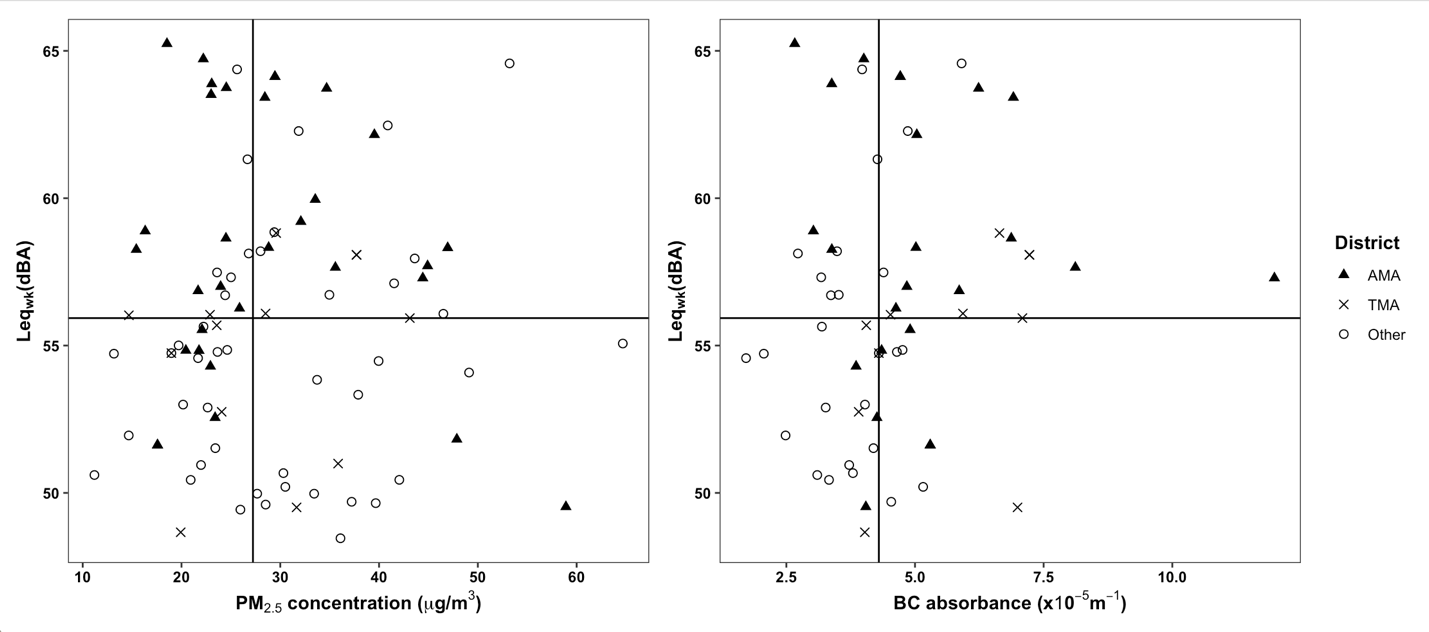 65
60
55
50
10 20 30 40 50 60
Leqwk(dBA)
PM2.5 concentration (μg/m3)
65
60
55
50
2.5 5.0 7.5 10.0
Leqwk(dBA)
BC absorbance (x10−5m−1)
District
AMA
TMA
Other